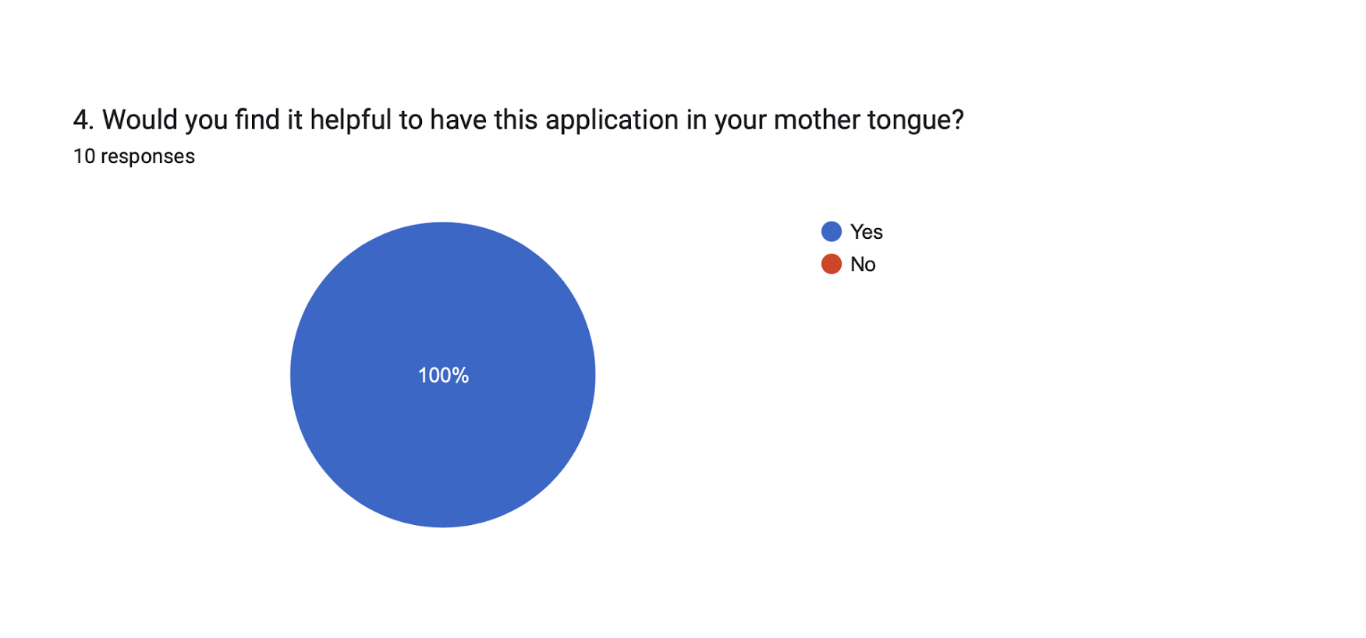 4. Would you find it helpful to have this application in your mother tongue?
10 responses
Yes
No
100%